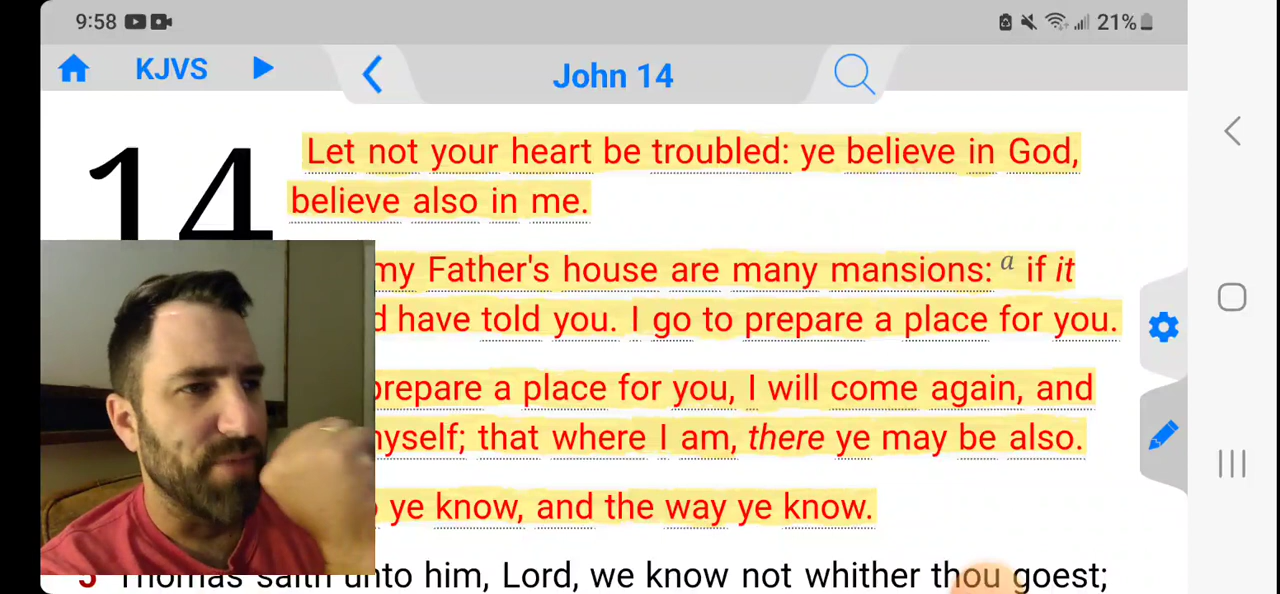 9:58 21%
KJVS John 14
14 Let not your heart be troubled: ye believe in God,
believe also in me.
my Father's house are many mansions: a if it
d have told you. I go to prepare a place for you.
prepare a place for you, I will come again, and
myself; that where I am, there ye may be also.
ye know, and the way ye know.
5 Thomas saith unto him, Lord, we know not whither thou goest;